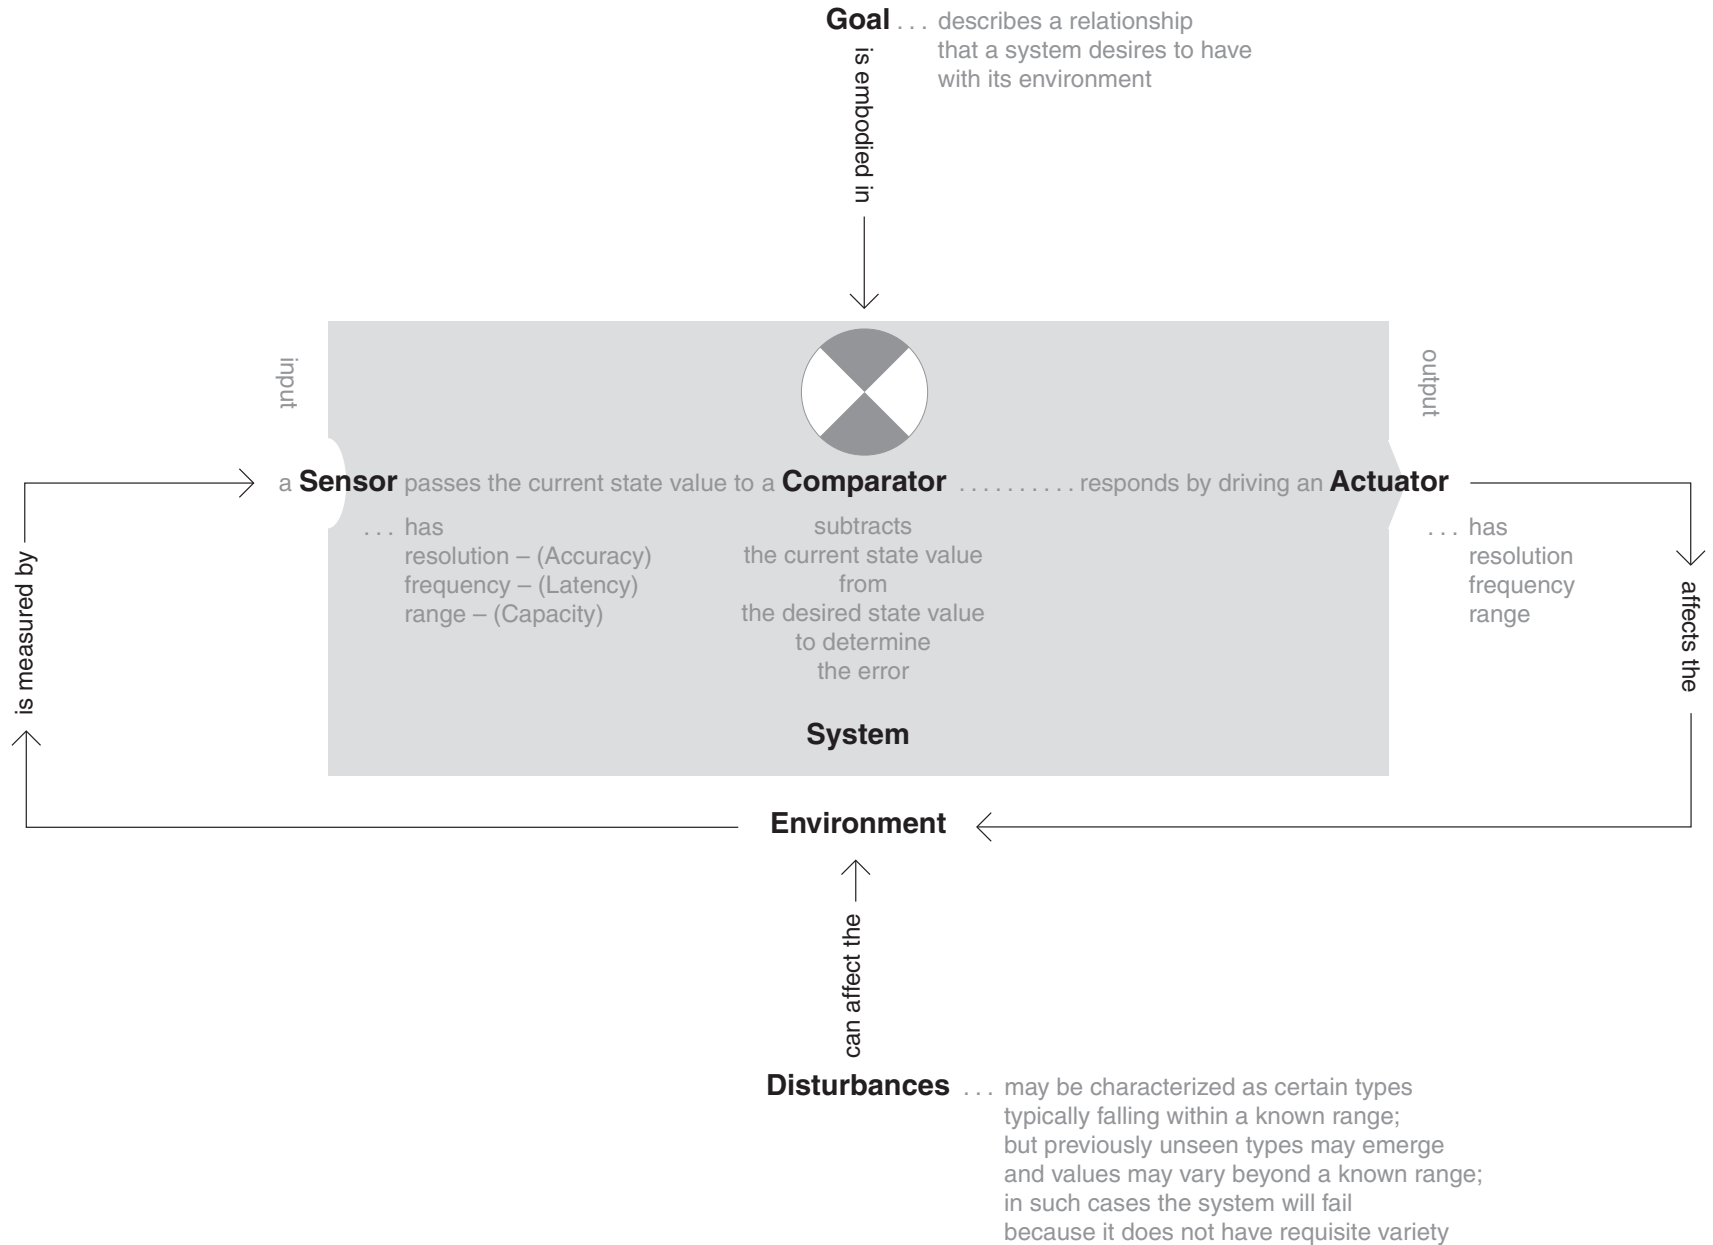 Goal . . . describes a relationship
that a system desires to have
with its environment
is embodied in
input
output
a Sensor passes the current state value to a Comparator . . . . . . . . . . responds by driving an Actuator
. . . has
resolution – (Accuracy)
frequency – (Latency)
range – (Capacity)
subtracts
the current state value
from
the desired state value
to determine
the error
. . . has
resolution
frequency
range
is measured by
affects the
System
Environment
can affect the
Disturbances . . . may be characterized as certain types
typically falling within a known range;
but previously unseen types may emerge
and values may vary beyond a known range;
in such cases the system will fail
because it does not have requisite variety